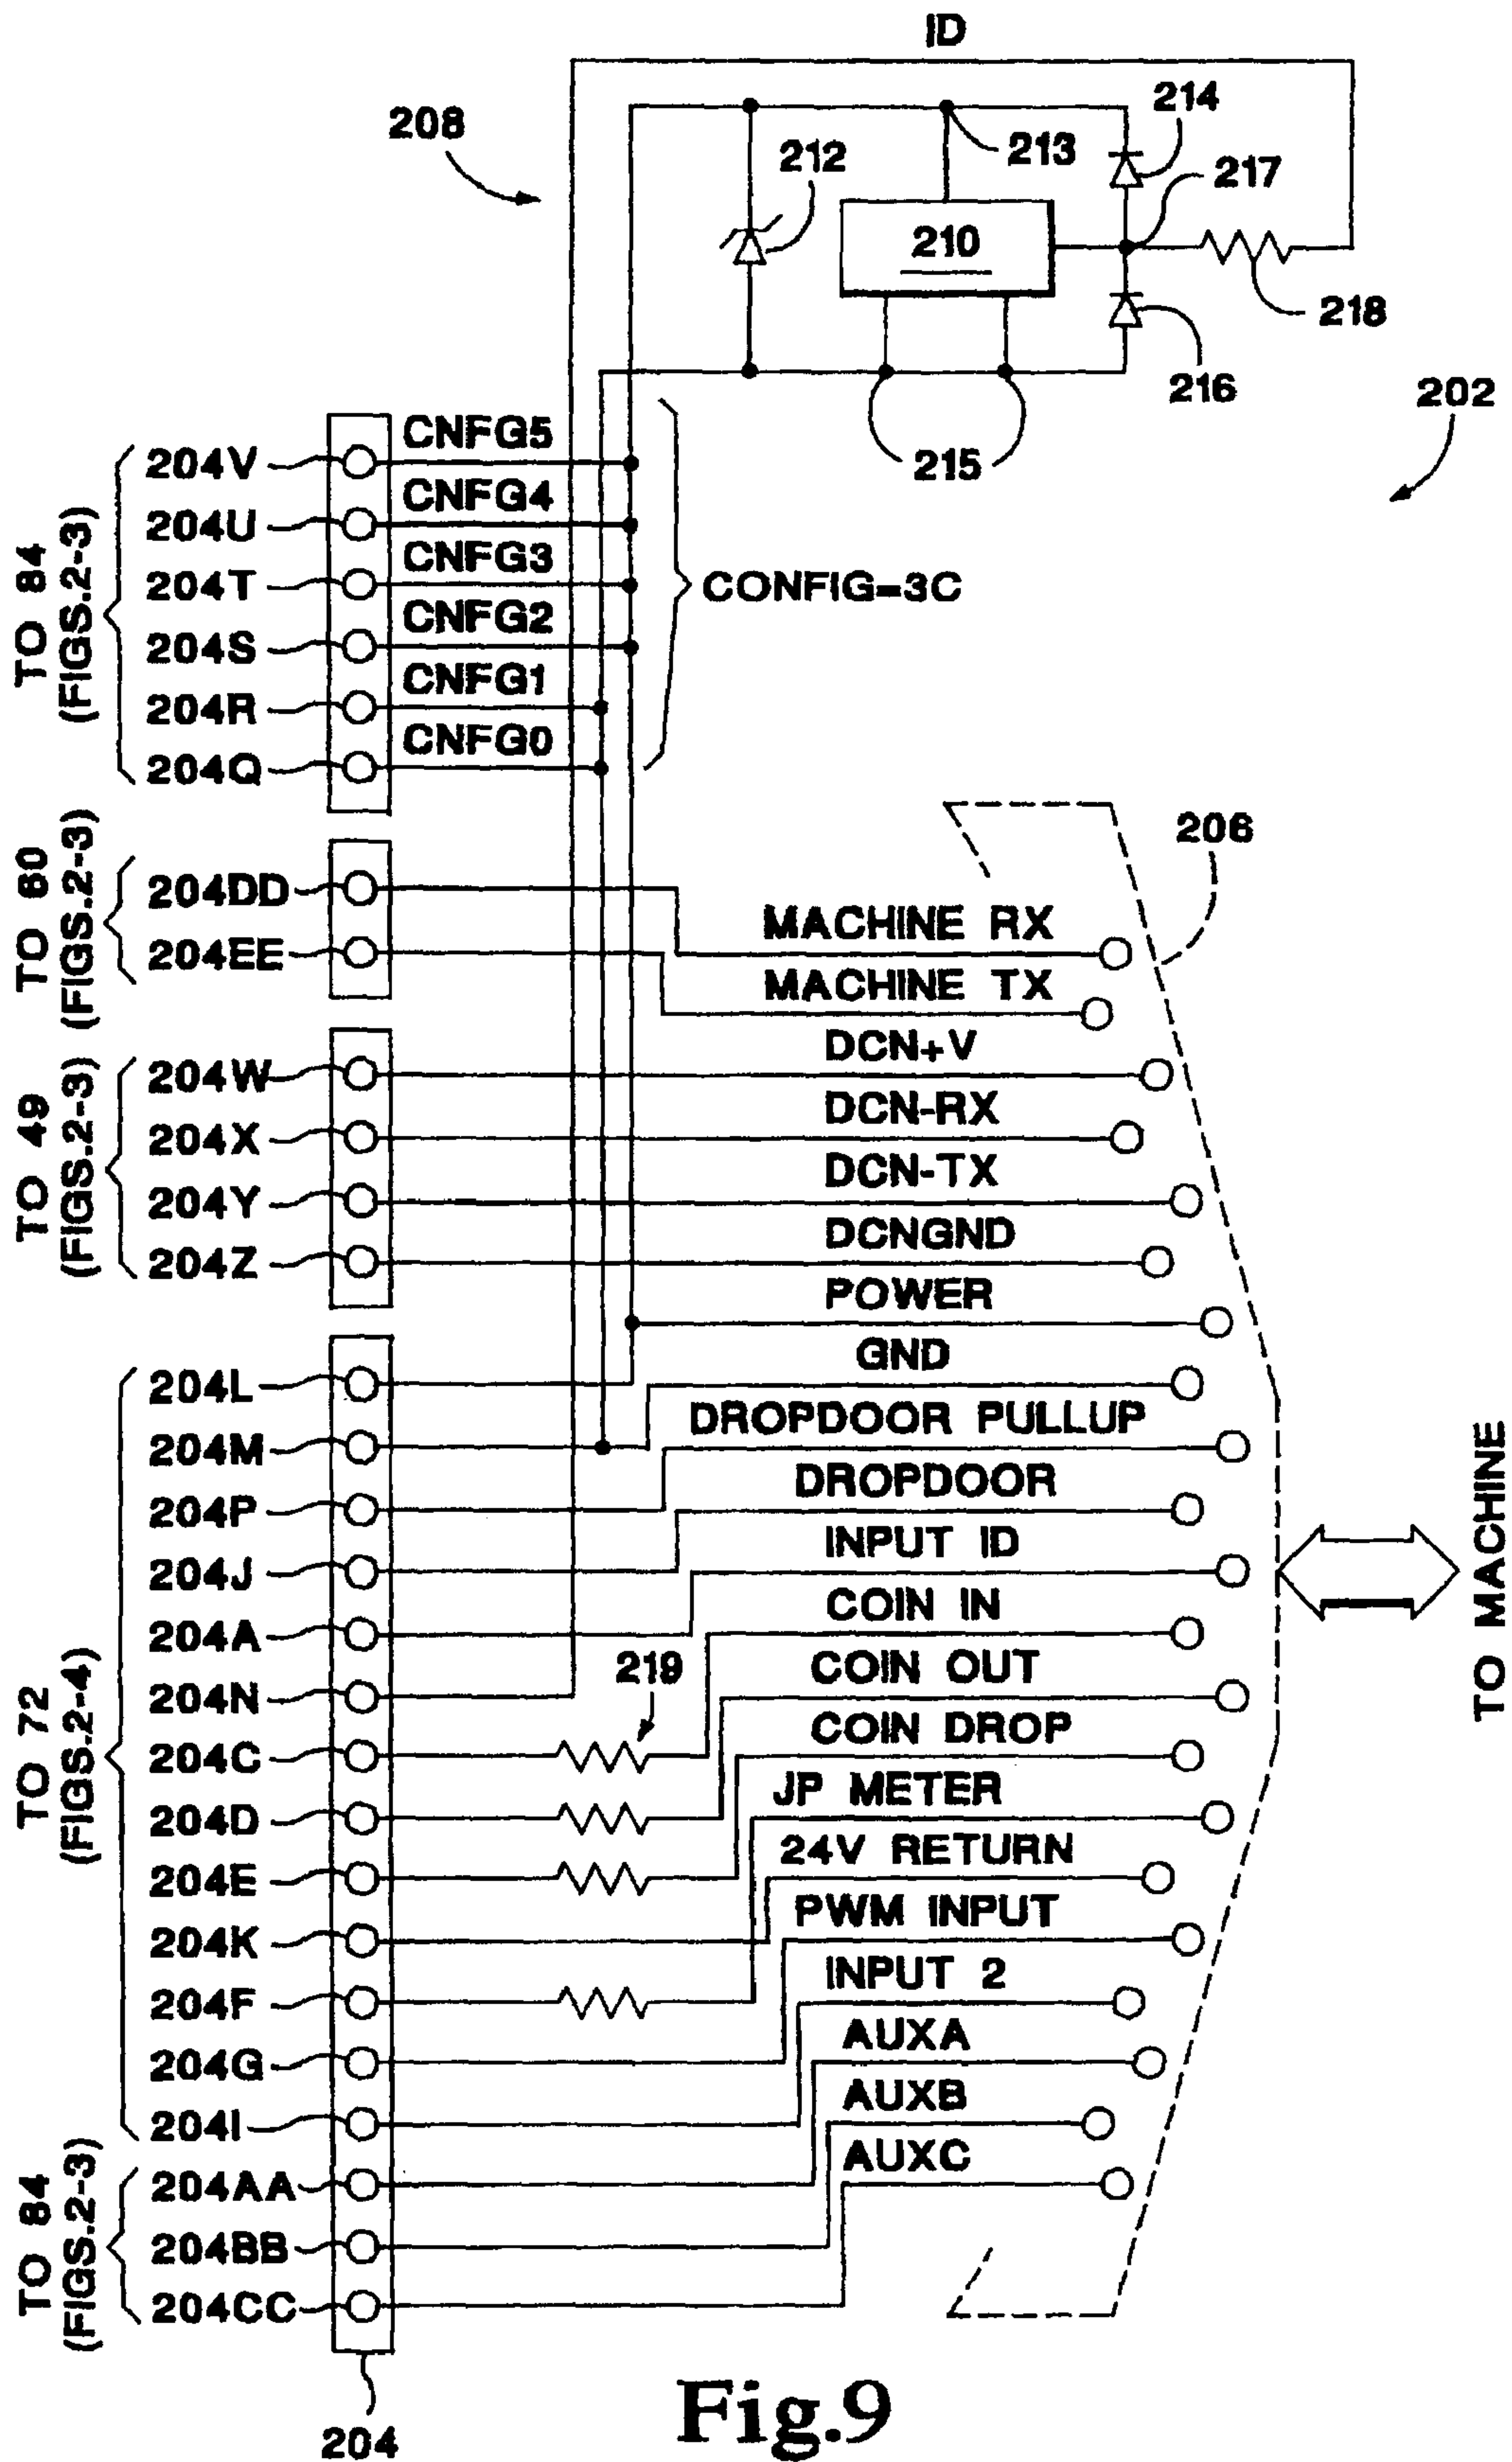 ID
208
212
213
214
217
210
218
216
202
215
TO 84
(FIGS.2-3)
204V
CNFG5
204U
CNFG4
204T
CNFG3
204S
CNFG2
204R
CNFG1
204Q
CNFG0
CONFIG=3C
206
TO 60
(FIGS.2-3)
204DD
MACHINE RX
204EE
MACHINE TX
TO 49
(FIGS.2-3)
204W
DCN+V
204X
DCN-RX
204Y
DCN-TX
204Z
DCNGND
POWER
TO 72
(FIGS.2-4)
204L
GND
204M
DROPDOOR PULLUP
204P
DROPDOOR
204J
INPUT ID
204A
COIN IN
204N
219
COIN OUT
204C
COIN DROP
204D
JP METER
204E
24V RETURN
204K
PWM INPUT
204F
INPUT 2
204G
AUXA
204I
AUXB
TO MACHINE
TO 84
(FIGS.2-3)
204AA
AUXC
204BB
204CC
204
Fig.9